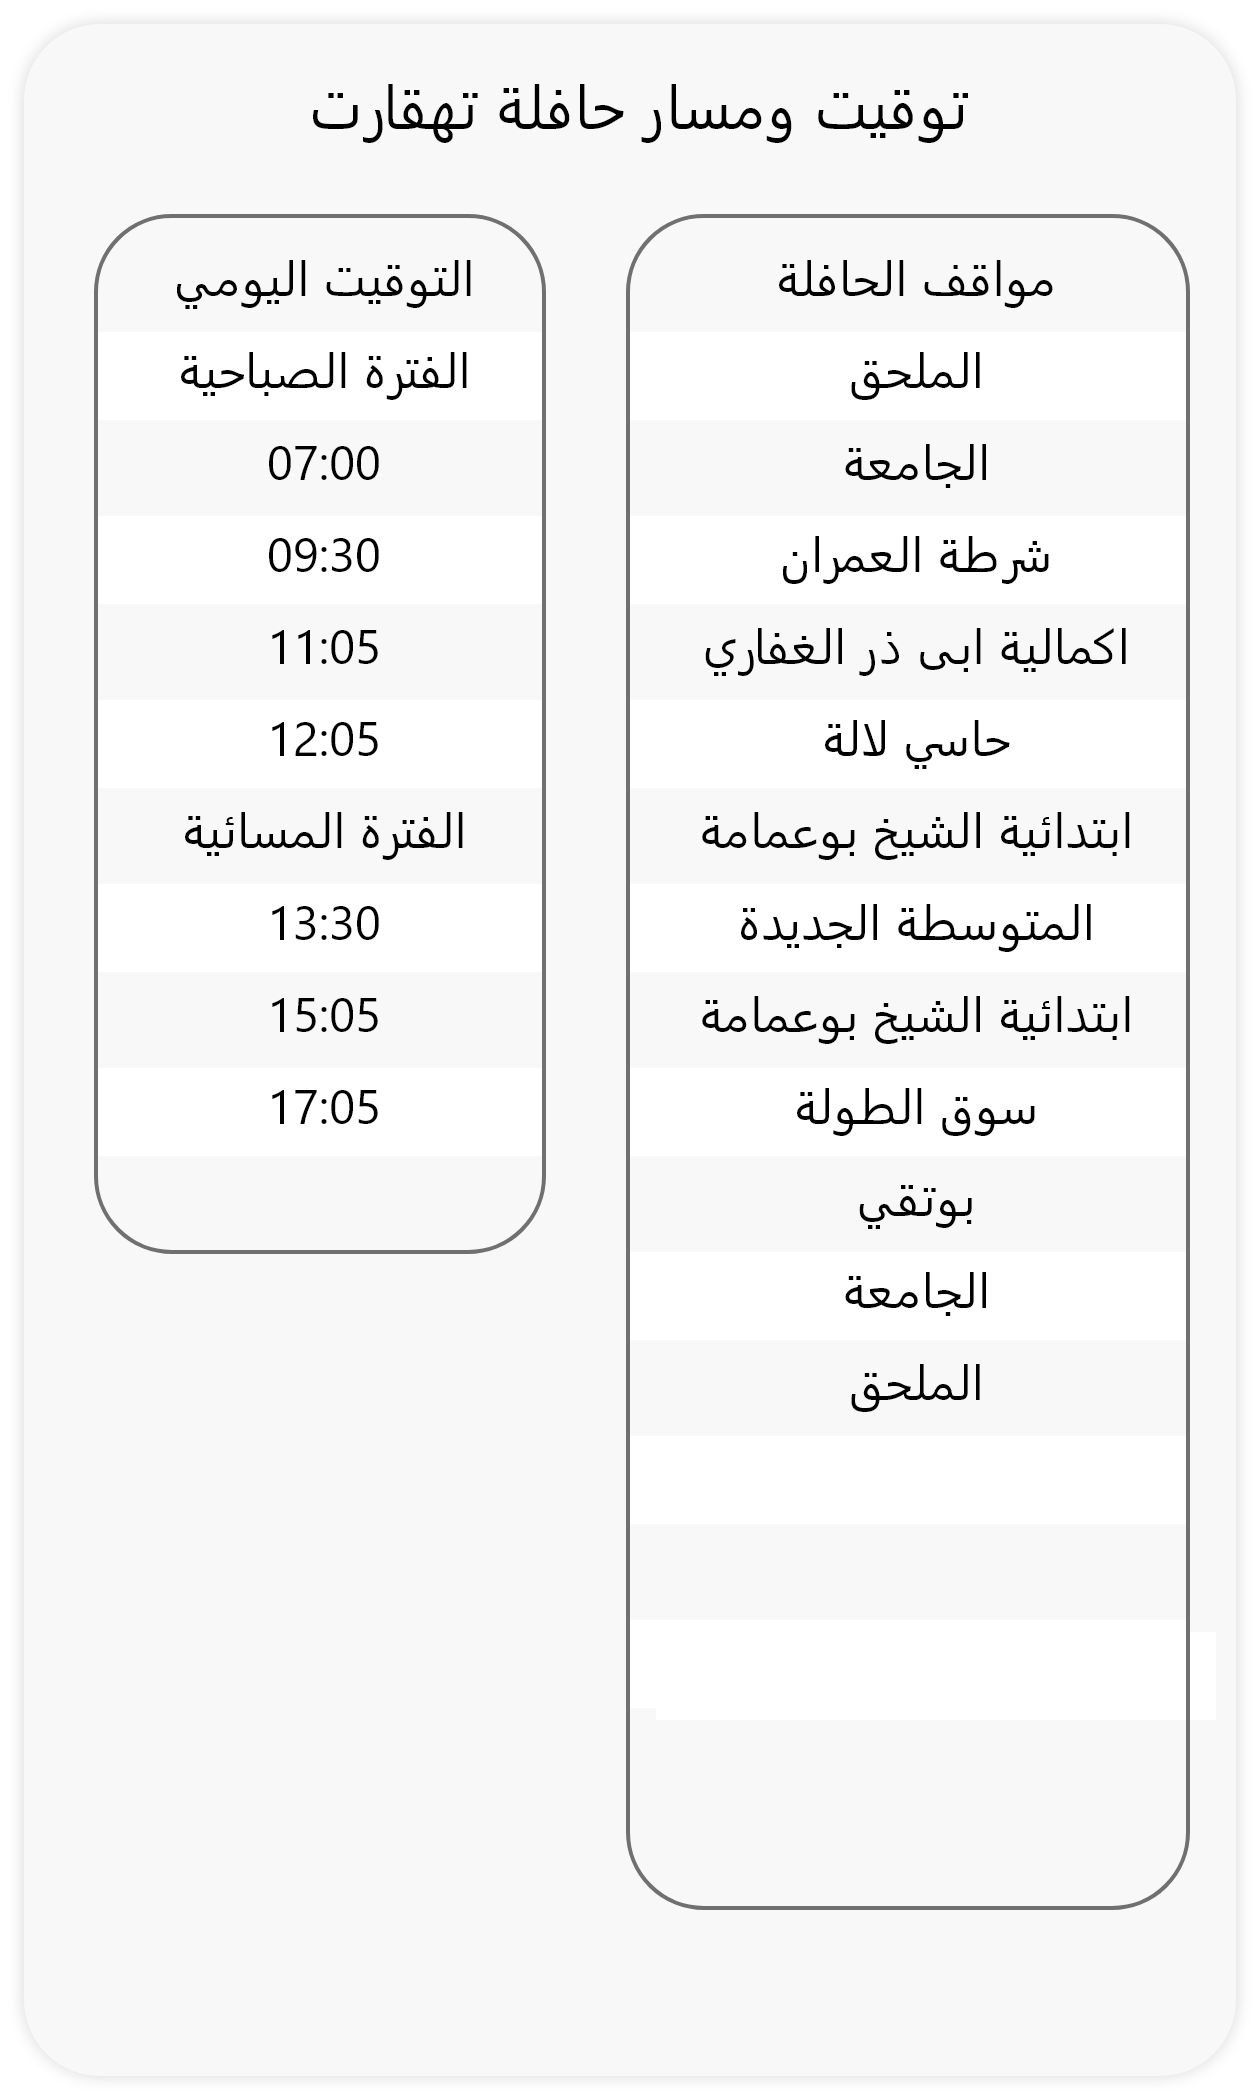 توقيت ومسار حافلة تهقارت
مواقف الحافلة
الملحق
الجامعة
شرطة العمران
اكمالية ابى ذر الغفاري
حاسي لالة
ابتدائية الشيخ بوعمامة
المتوسطة الجديدة
ابتدائية الشيخ بوعمامة
سوق الطولة
بوتقي
الجامعة
الملحق
التوقيت اليومي
الفترة الصباحية
07:00
09:30
11:05
12:05
الفترة المسائية
13:30
15:05
17:05